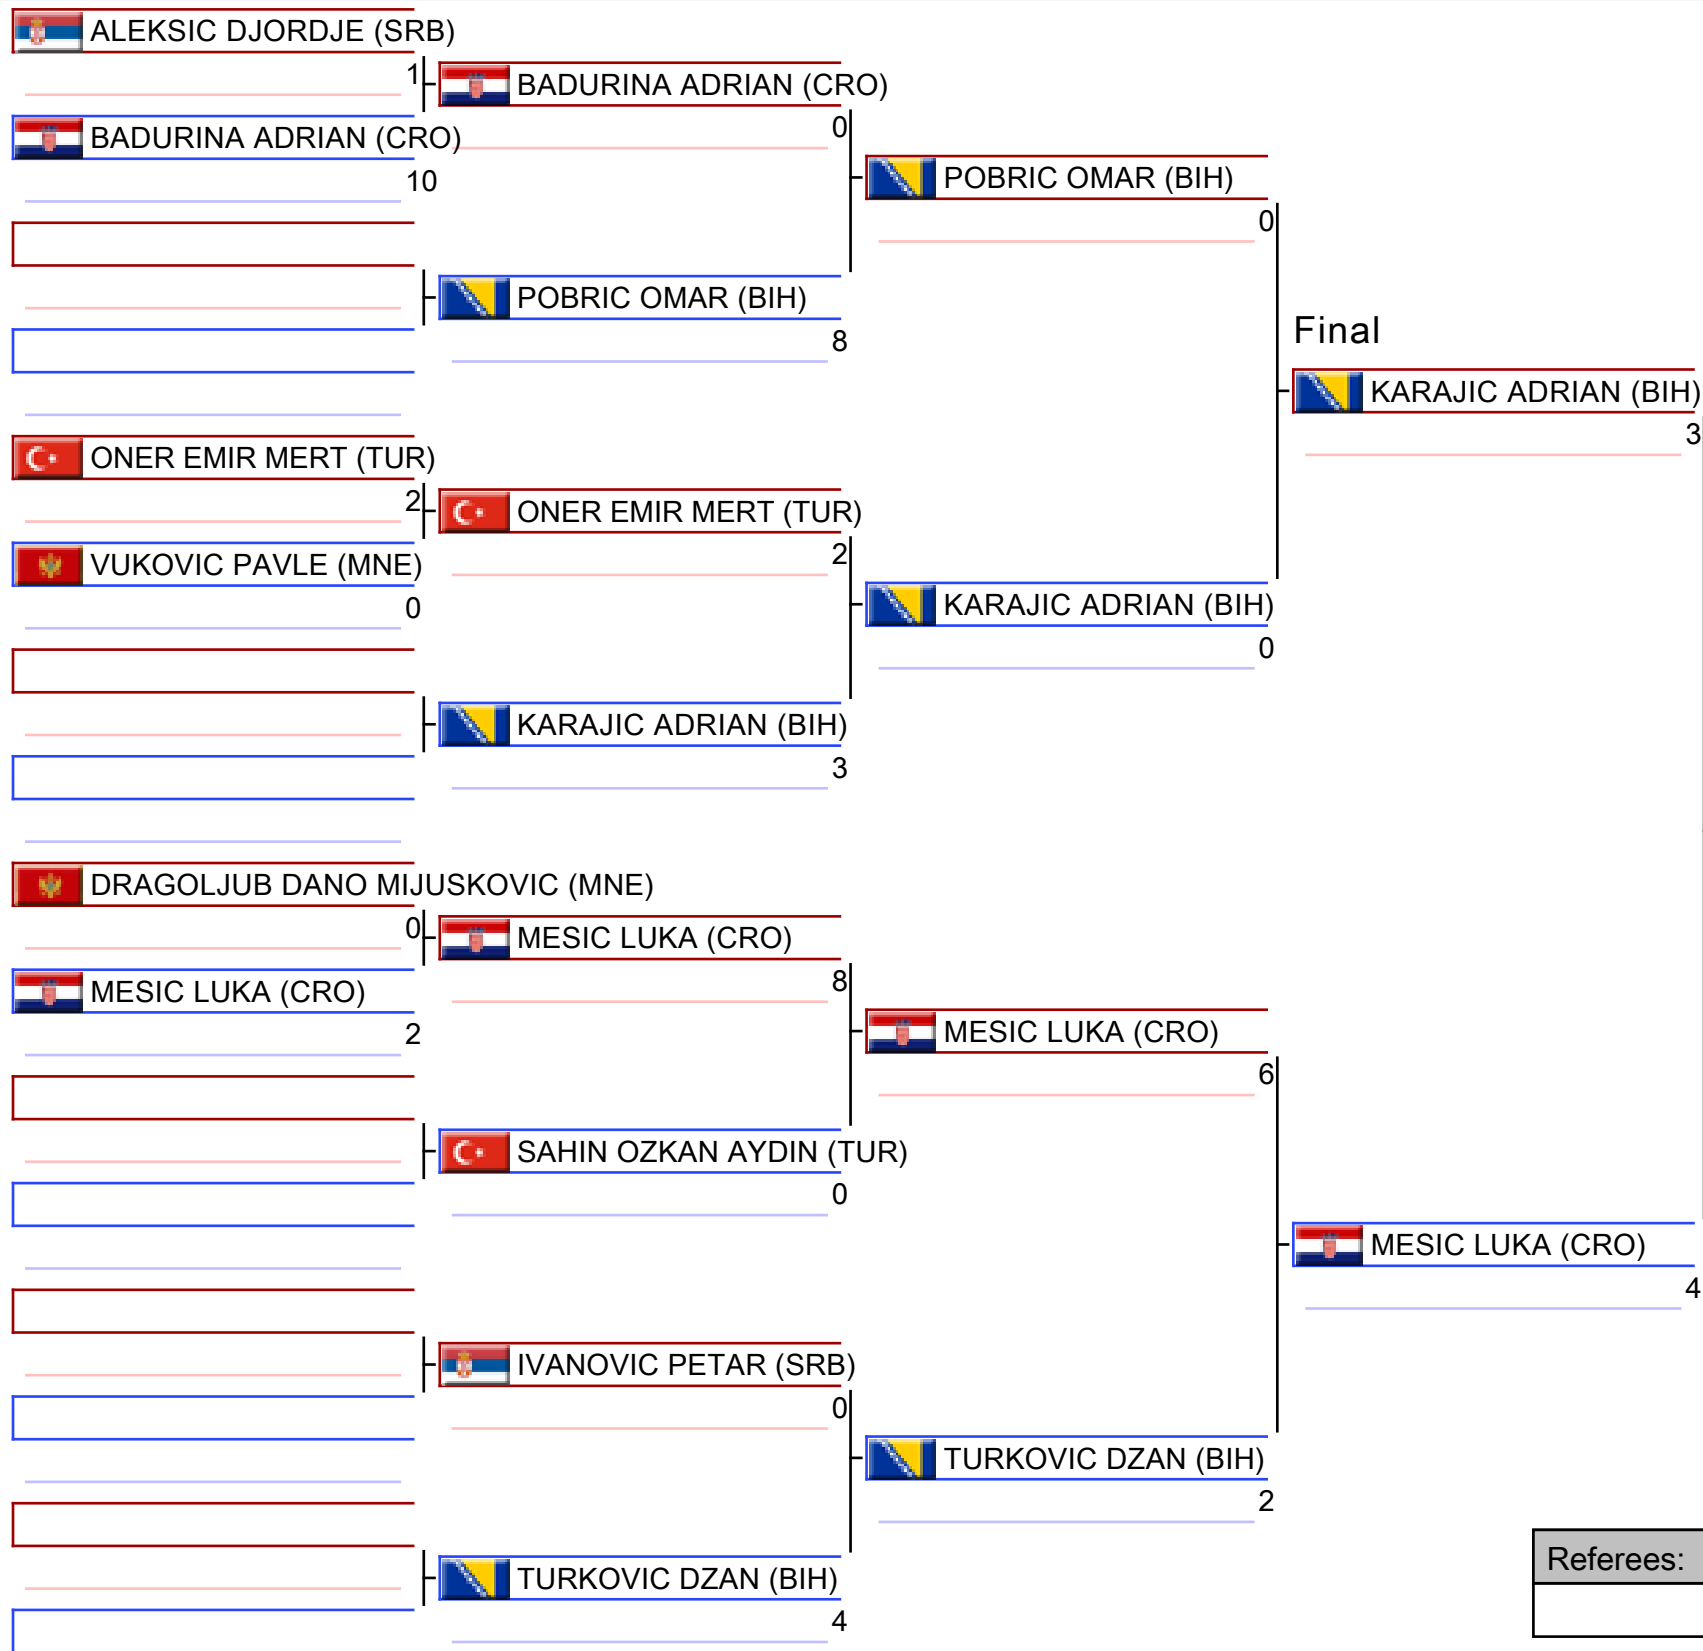 ALEKSIC DJORDJE (SRB)
1
BADURINA ADRIAN (CRO)
10
ONER EMIR MERT (TUR)
2
VUKOVIC PAVLE (MNE)
0
DRAGOLJUB DANO MIJUSKOVIC (MNE)
0
MESIC LUKA (CRO)
2
BADURINA ADRIAN (CRO)
0
POBRIC OMAR (BIH)
8
ONER EMIR MERT (TUR)
2
KARAJIC ADRIAN (BIH)
3
MESIC LUKA (CRO)
8
SAHIN OZKAN AYDIN (TUR)
0
IVANOVIC PETAR (SRB)
0
TURKOVIC DZAN (BIH)
4
POBRIC OMAR (BIH)
0
KARAJIC ADRIAN (BIH)
0
MESIC LUKA (CRO)
6
TURKOVIC DZAN (BIH)
2
Final
KARAJIC ADRIAN (BIH)
3
MESIC LUKA (CRO)
4
Referees: